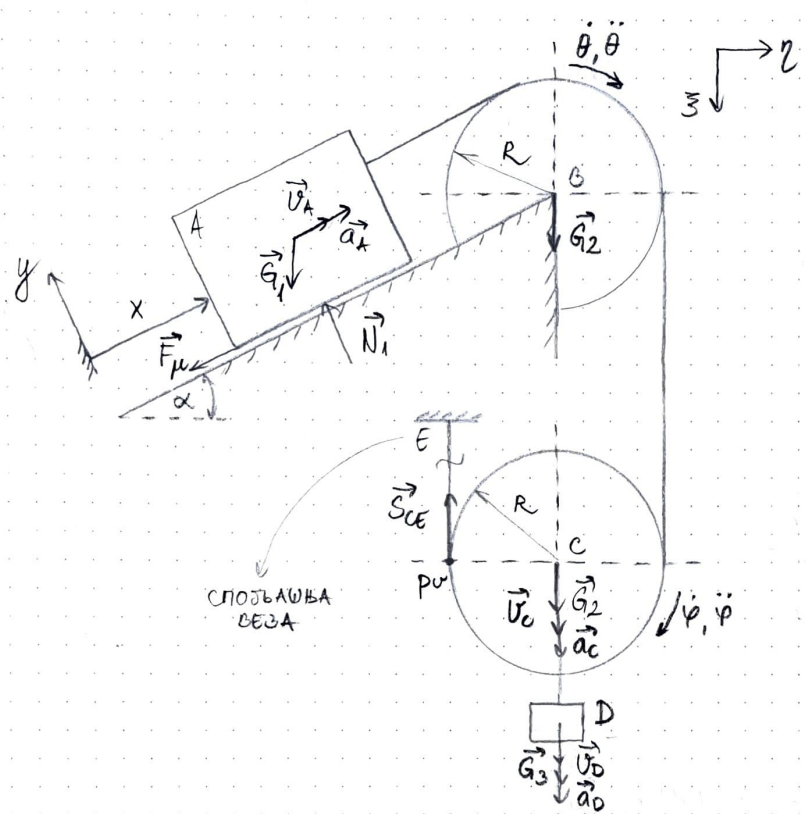 θ̇, θ̈
η
ξ
R
B
G⃗2
A
v⃗A
a⃗A
G⃗1
y
x
F⃗μ
N⃗1
α
E
S⃗CE
R
C
Pv
СПОЉАШЊА
ВЕЗА
v⃗C
G⃗2
a⃗C
φ̇, φ̈
D
G⃗3
v⃗D
a⃗D